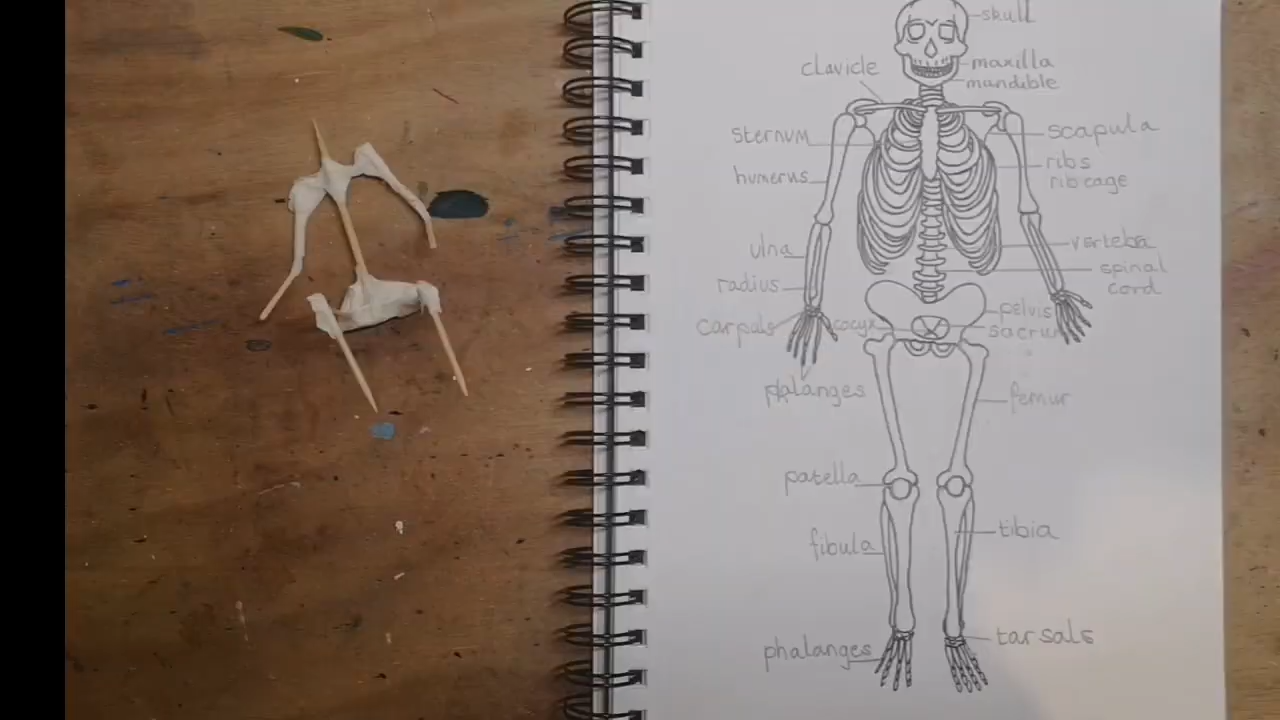 skull
clavicle
maxilla
mandible
sternum
scapula
humerus
ribs
rib cage
ulna
verteba
spinal
cord
radius
pelvis
carpals
cocyx
sacrum
phalanges
femur
patella
fibula
tibia
tarsals
phalanges